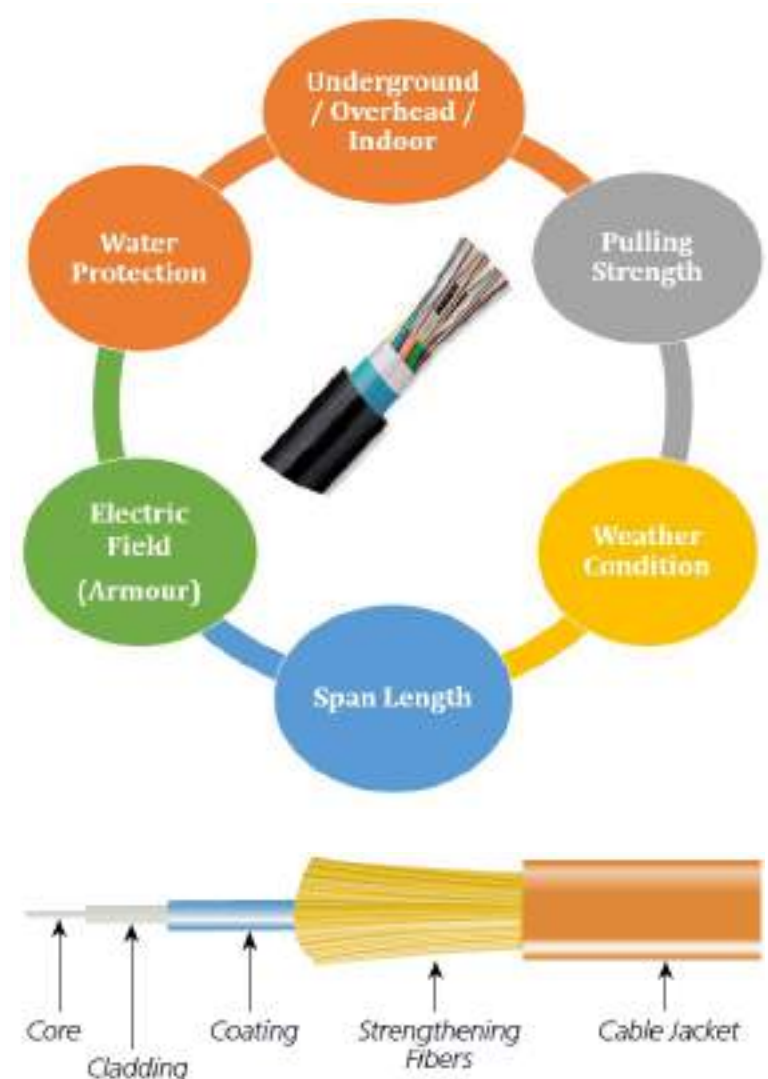 Underground
/ Overhead /
Indoor
Water
Protection
Pulling
Strength
Electric
Field
(Armour)
Weather
Condition
Span Length
Core
Cladding
Coating
Strengthening
Fibers
Cable Jacket